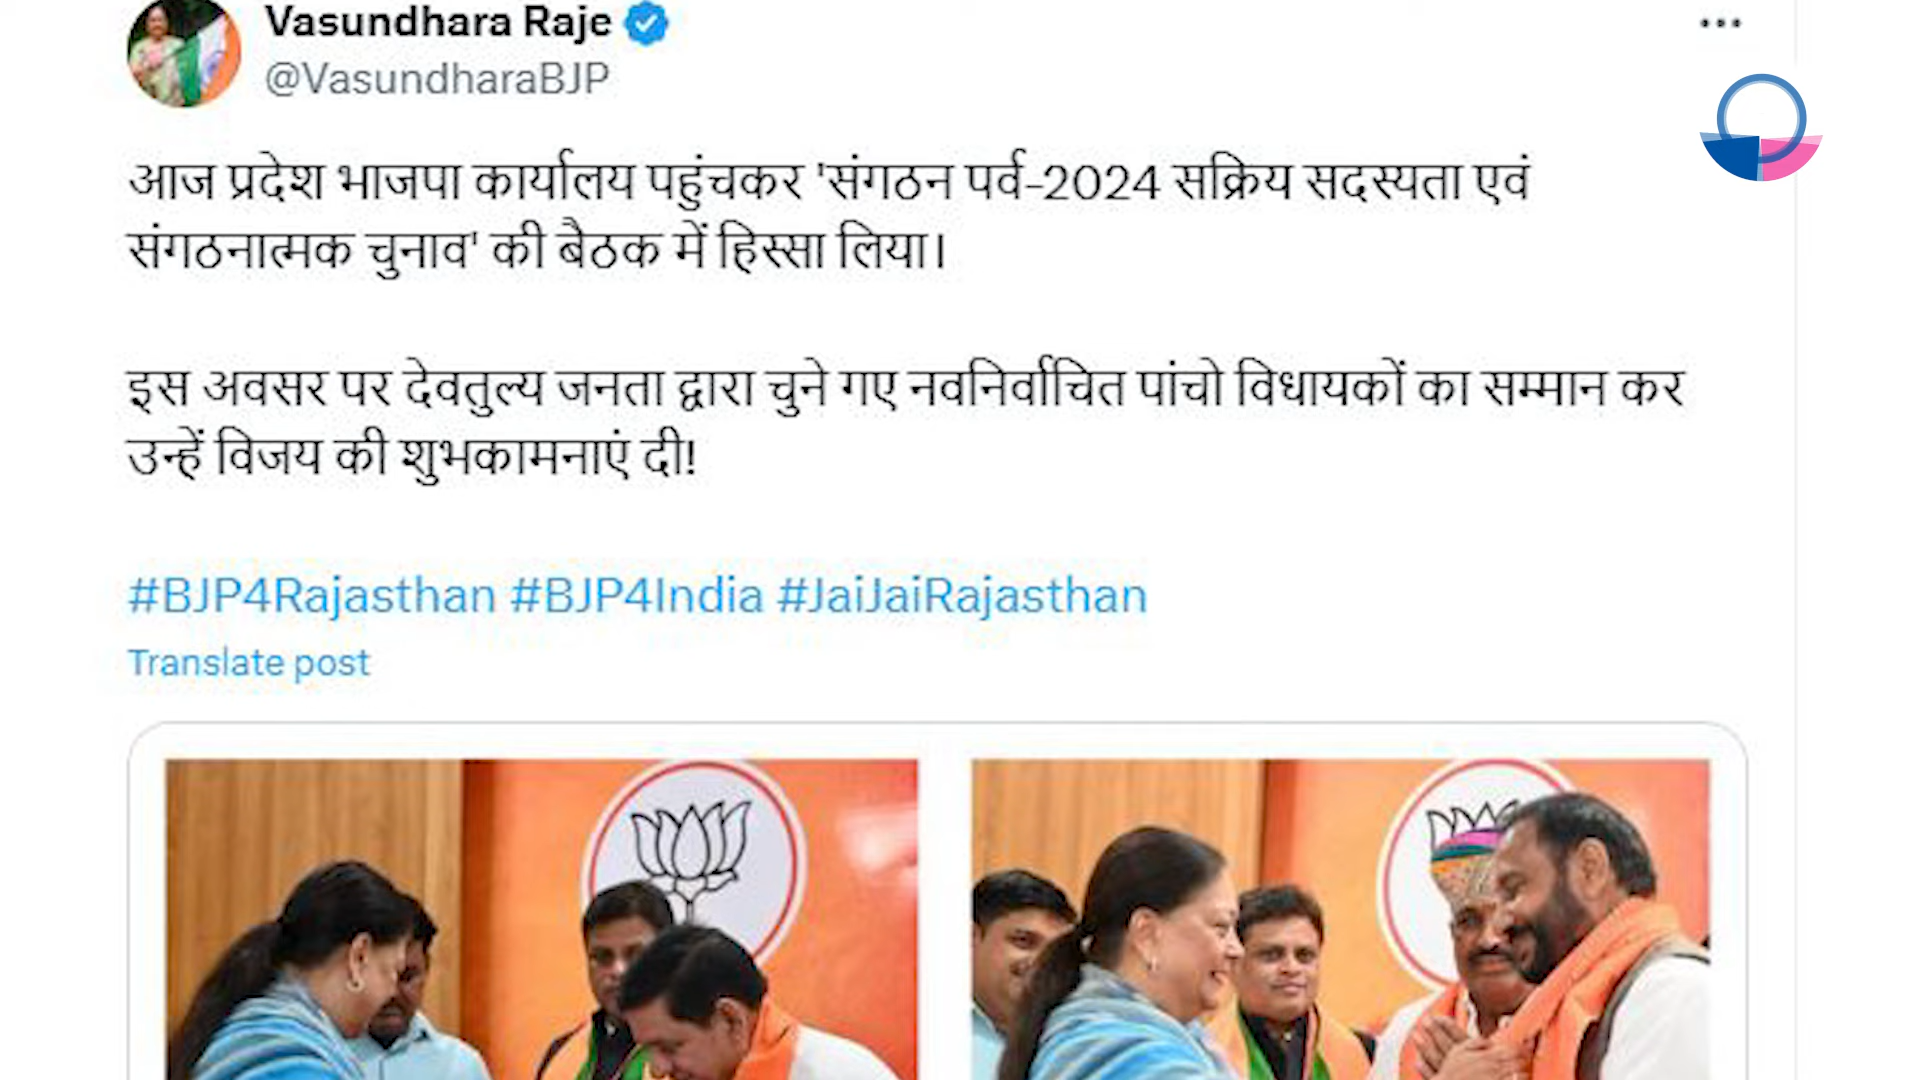 Vasundhara Raje
@VasundharaBJP
आज प्रदेश भाजपा कार्यालय पहुंचकर 'संगठन पर्व-2024 सक्रिय सदस्यता एवं
संगठनात्मक चुनाव' की बैठक में हिस्सा लिया।
इस अवसर पर देवतुल्य जनता द्वारा चुने गए नवनिर्वाचित पांचो विधायकों का सम्मान कर
उन्हें विजय की शुभकामनाएं दी!
#BJP4Rajasthan #BJP4India #JaiJaiRajasthan
Translate post